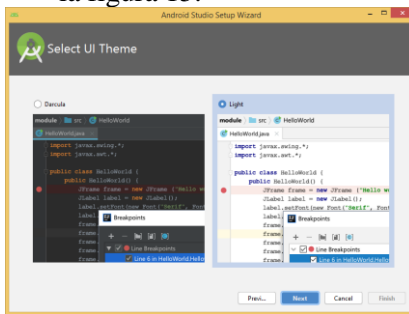 la figura 15.
Android Studio Setup Wizard
Select UI Theme
Darcula
Light
module src HelloWorld
HelloWorld.java
import javax.swing.*;
import java.awt.*;
public class HelloWorld {
public HelloWorld() {
JFrame frame = new JFrame ("Hello w
JLabel label = new JLabel();
label.setFont(new Font("Serif", Font
label.
Breakpoints
frame.
frame.
frame.
Line Breakpoints
frame.
Line 6 in HelloWorld.Hello
module src HelloWorld
HelloWorld.java
import javax.swing.*;
import java.awt.*;
public class HelloWorld {
public HelloWorld() {
JFrame frame = new JFrame ("Hello wo
JLabel label = new JLabel();
label.setFont(new Font("Serif", Font
label.
Breakpoints
frame.
frame.
frame.
Line Breakpoints
frame.
Line 6 in HelloWorld.Hello
Previ... Next Cancel Finish